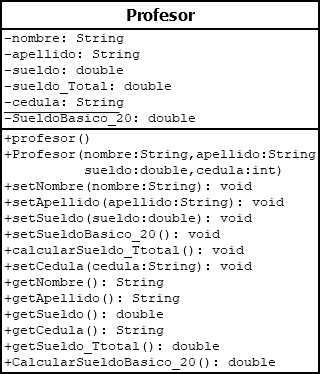 Profesor
-nombre: String
-apellido: String
-sueldo: double
-sueldo_Total: double
-cedula: String
-SueldoBasico_20: double
+profesor()
+Profesor(nombre:String,apellido:String
sueldo:double,cedula:int)
+setNombre(nombre:String): void
+setApellido(apellido:String): void
+setSueldo(sueldo:double): void
+setSueldoBasico_20(): void
+calcularSueldo_Ttotal(): void
+setCedula(cedula:String): void
+getNombre(): String
+getApellido(): String
+getSueldo(): double
+getCedula(): String
+getSueldo_Ttotal(): double
+CalcularSueldoBasico_20(): double